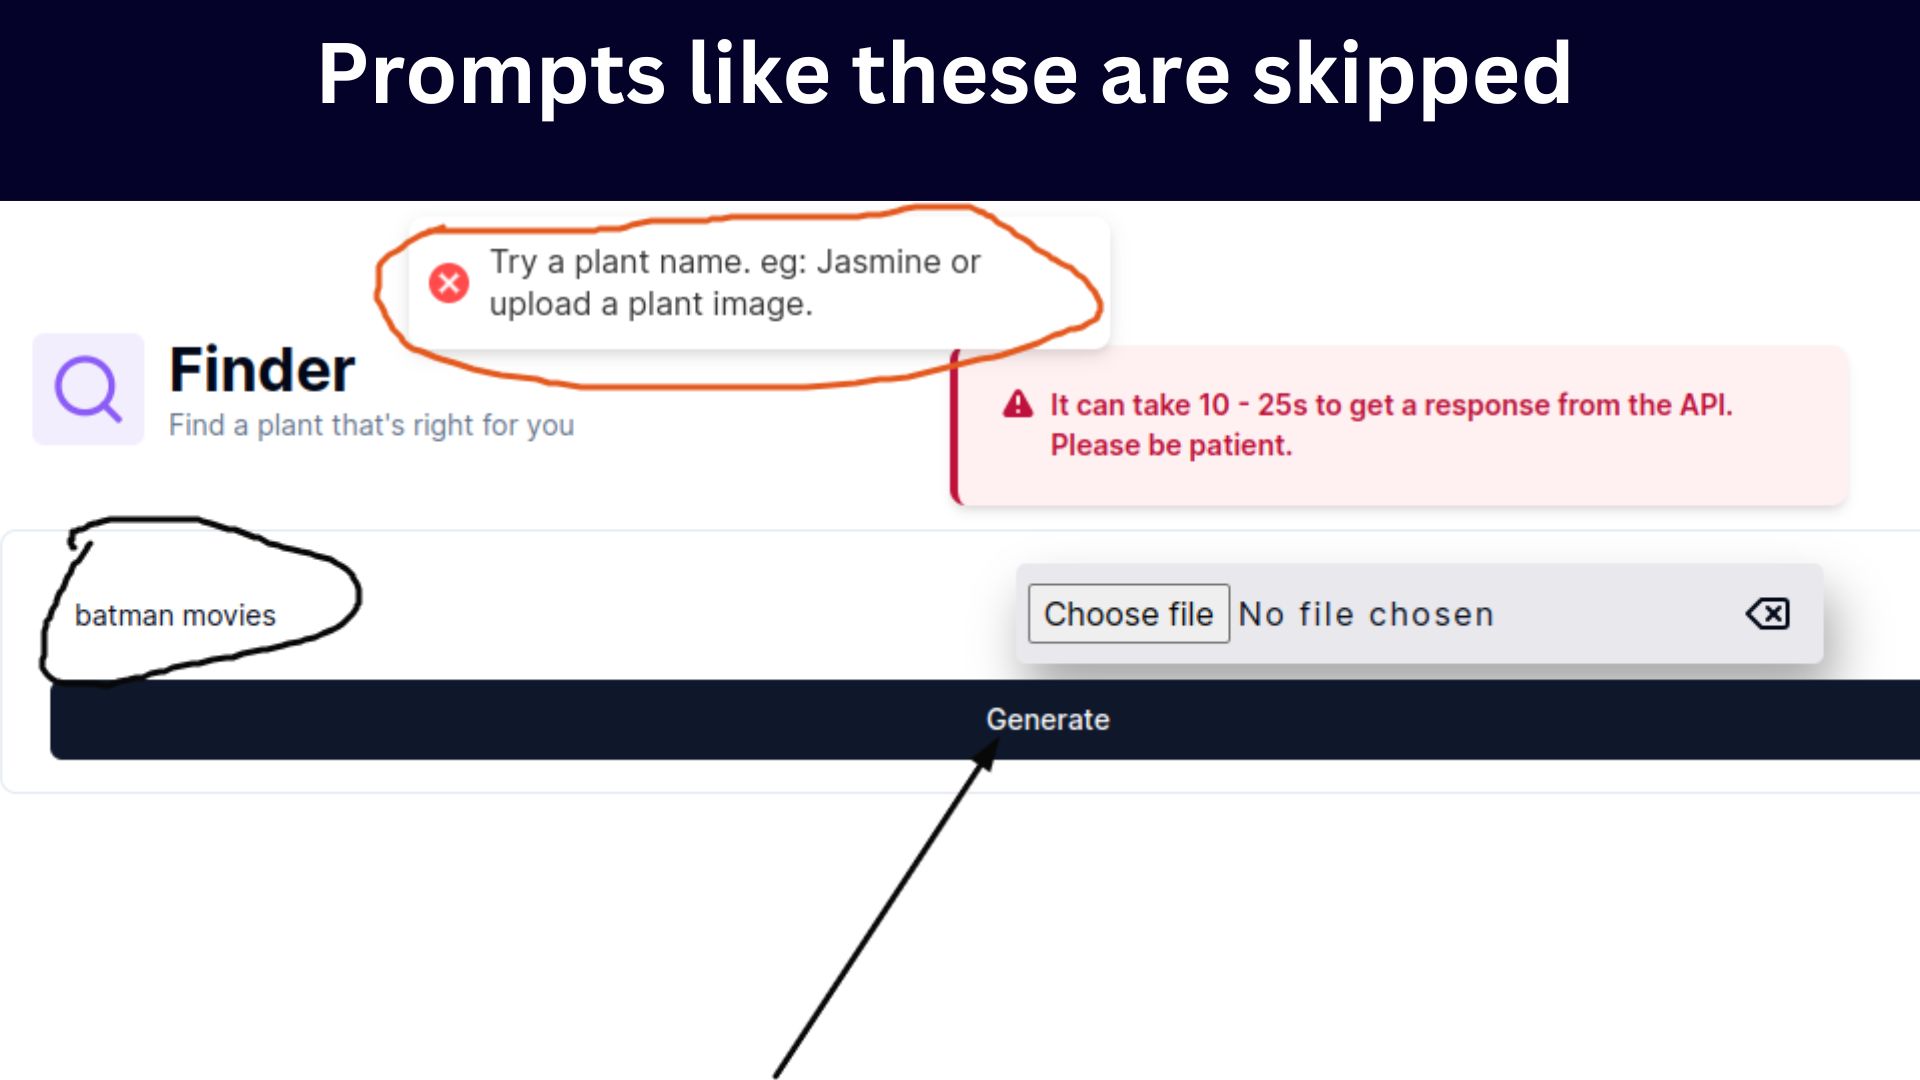 Prompts like these are skipped
Try a plant name. eg: Jasmine or
upload a plant image.
Finder
Find a plant that's right for you
It can take 10 - 25s to get a response from the API.
Please be patient.
batman movies
Choose file No file chosen
Generate